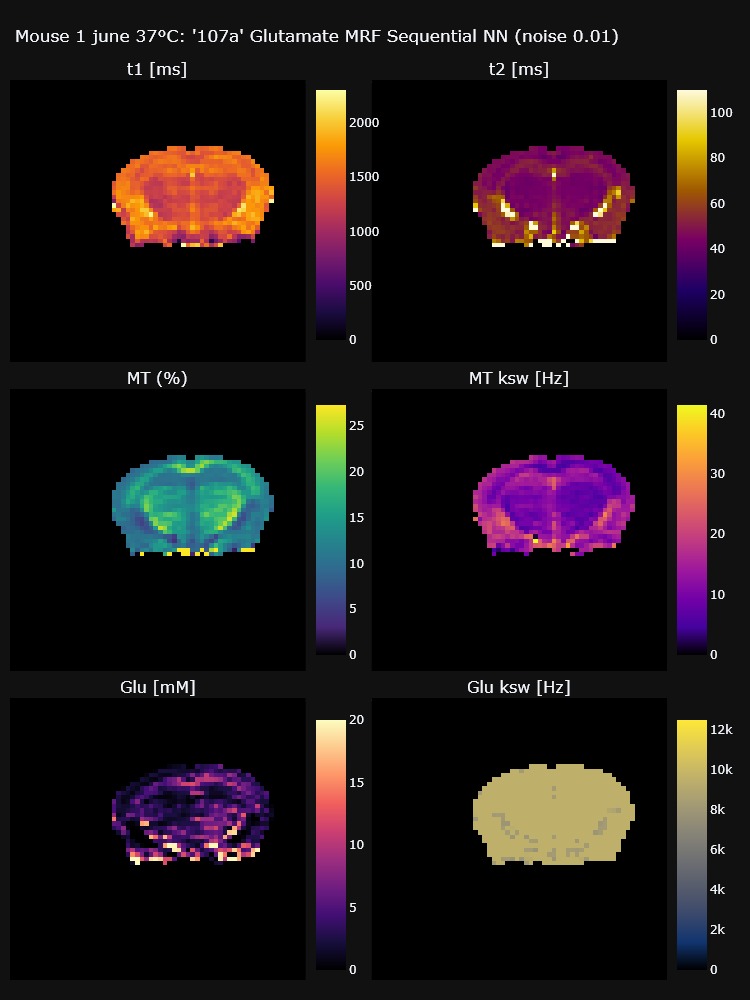 Mouse 1 june 37ºC: '107a' Glutamate MRF Sequential NN (noise 0.01)
t1 [ms]
t2 [ms]
2000
1500
1000
500
0
100
80
60
40
20
0
MT (%)
MT ksw [Hz]
25
20
15
10
5
0
40
30
20
10
0
Glu [mM]
Glu ksw [Hz]
20
15
10
5
0
12k
10k
8k
6k
4k
2k
0